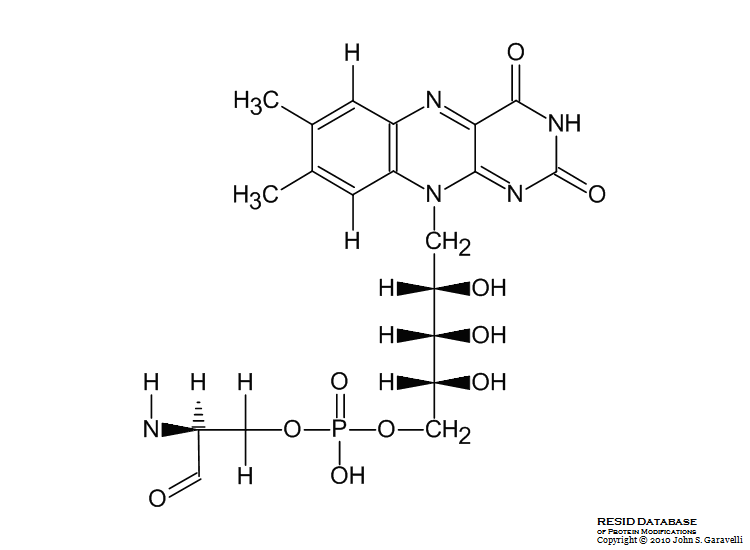 H O
H3C N NH
H3C N N O
H CH2
H OH
H OH
H H H O H OH
N O P O CH2
H OH
O
RESID DATABASE
OF PROTEIN MODIFICATIONS
Copyright © 2010 John S. Garavelli